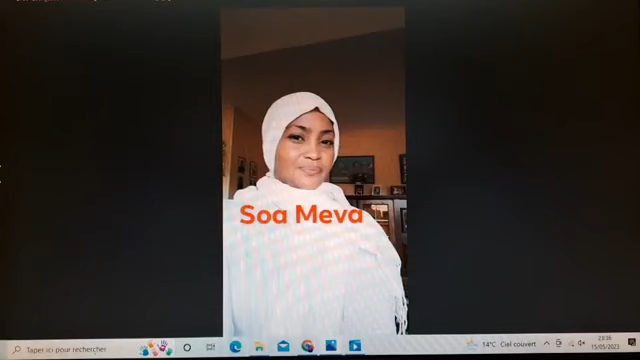 Soa Meva
Taper ici pour rechercher
14°C Ciel couvert
23:36
15/05/2023